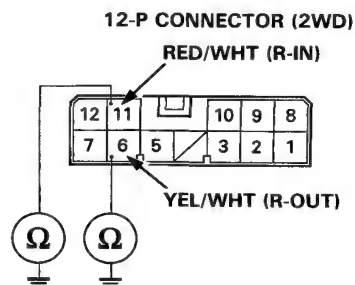 12-P CONNECTOR (2WD)
RED/WHT (R-IN)
12 11 10 9 8
7 6 5 3 2 1
YEL/WHT (R-OUT)
Ω Ω